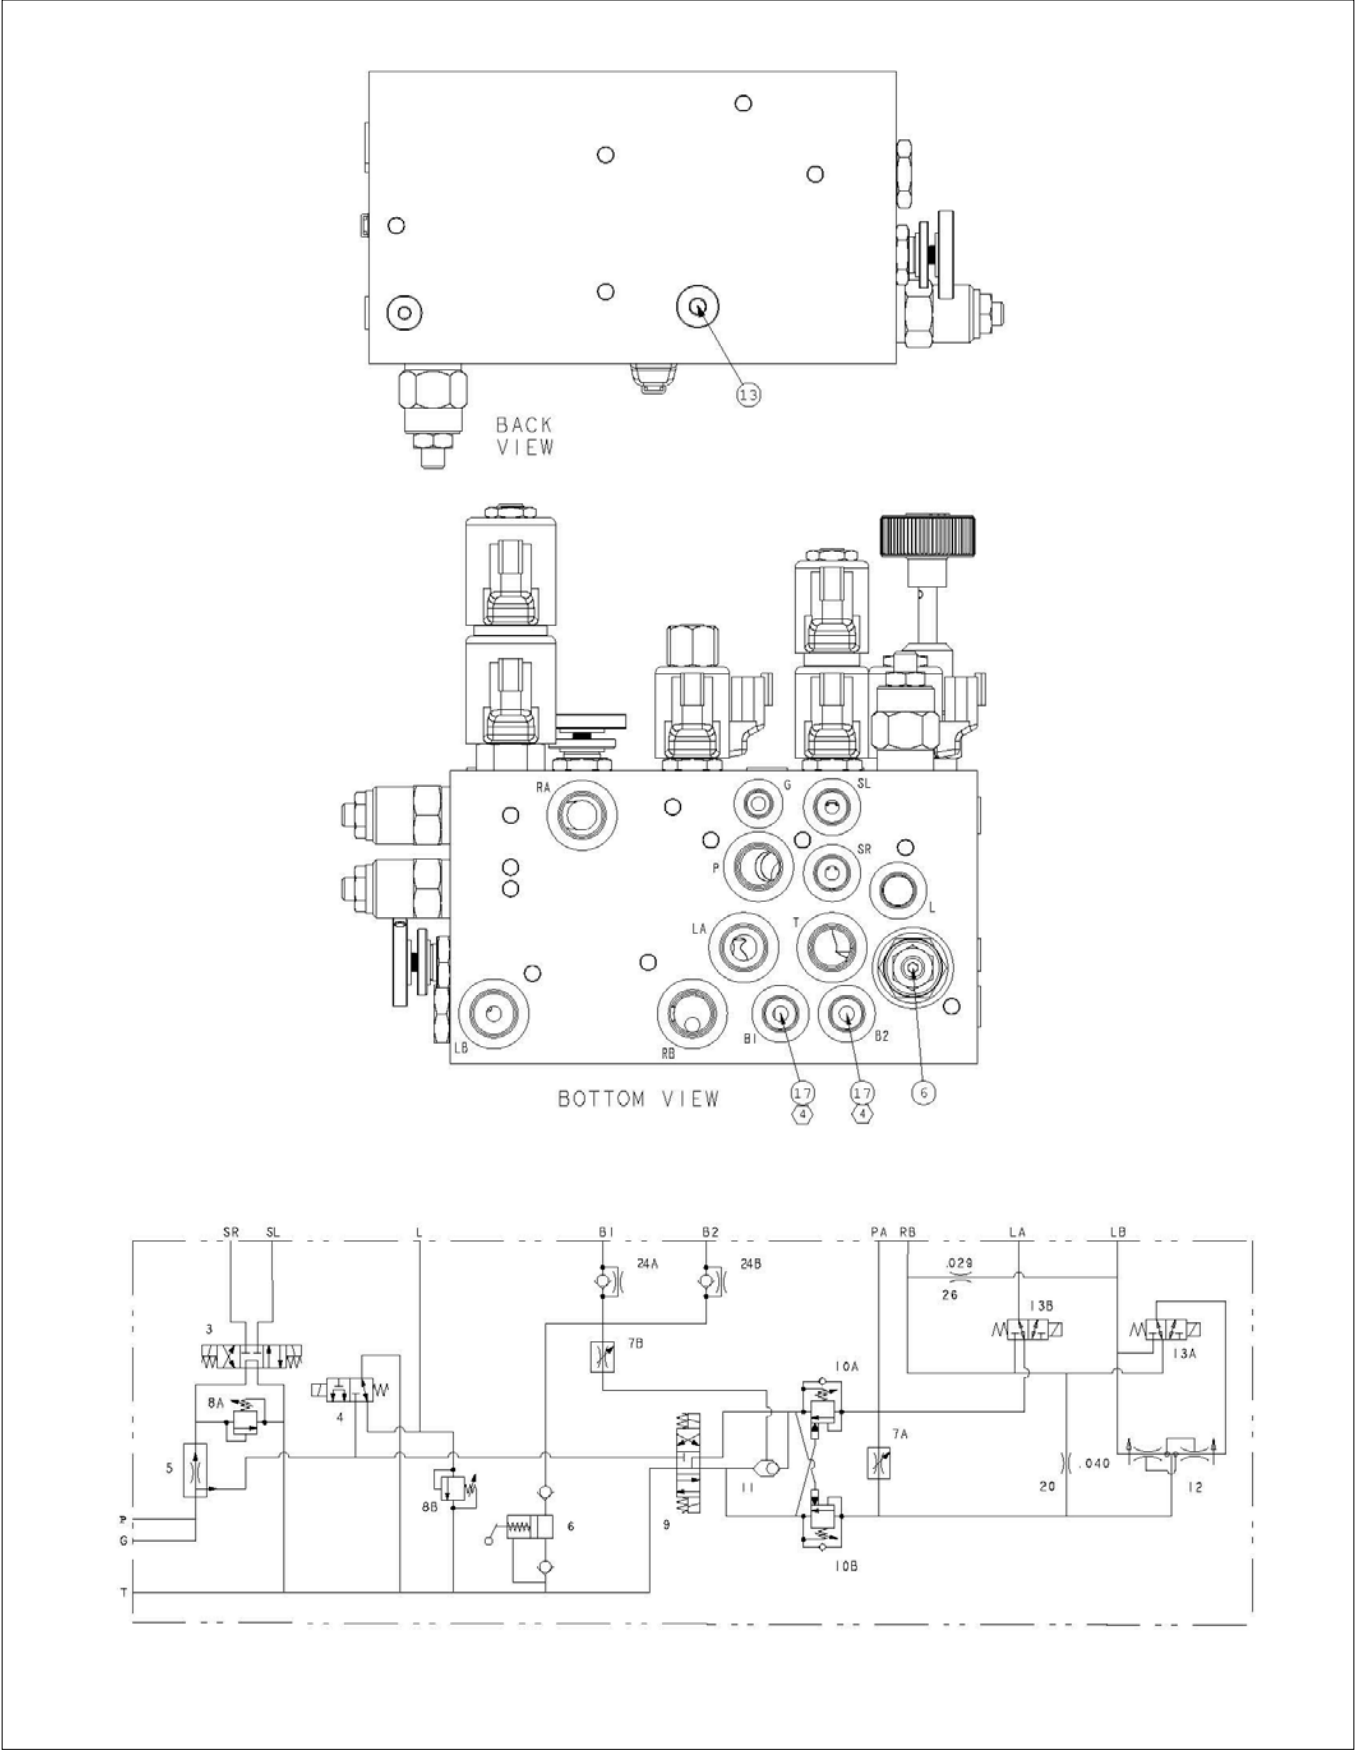 13
BACK
VIEW
RA
G
SL
P
SR
L
LA
T
LB
RB
B1
B2
17
4
17
4
6
BOTTOM VIEW
SR
SL
L
B1
B2
PA
RB
LA
LB
24A
24B
.029
26
13B
13A
3
7B
8A
4
10A
7A
5
8B
6
9
11
20
.040
12
10B
P
G
T